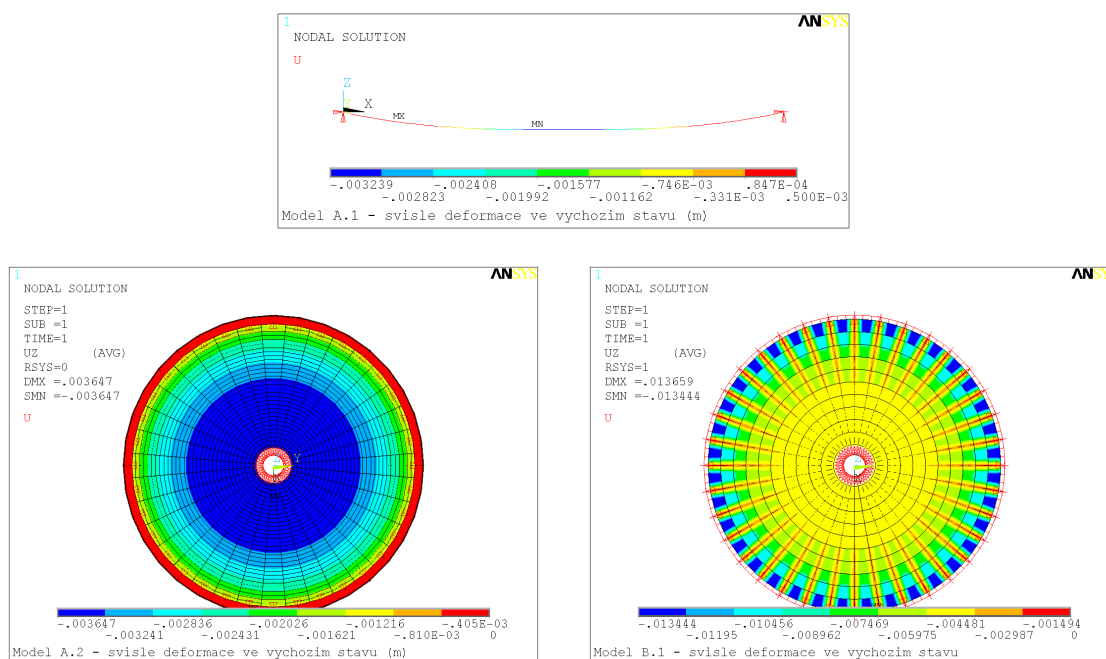 1
ANSYS
NODAL SOLUTION
U
Z
Y
X
MX
MN
-.003239 -.002408 -.001577 -.746E-03 .847E-04
-.002823 -.001992 -.001162 -.331E-03 .500E-03
Model A.1 - svisle deformace ve vychozim stavu (m)
1
ANSYS
NODAL SOLUTION
STEP=1
SUB =1
TIME=1
UZ (AVG)
RSYS=0
DMX =.003647
SMN =-.003647
U
Y
-.003647 -.002836 -.002026 -.001216 -.405E-03
-.003241 -.002431 -.001621 -.810E-03 0
Model A.2 - svisle deformace ve vychozim stavu (m)
1
ANSYS
NODAL SOLUTION
STEP=1
SUB =1
TIME=1
UZ (AVG)
RSYS=1
DMX =.013659
SMN =-.013444
U
-.013444 -.010456 -.007469 -.004481 -.001494
-.01195 -.008962 -.005975 -.002987 0
Model B.1 - svisle deformace ve vychozim stavu